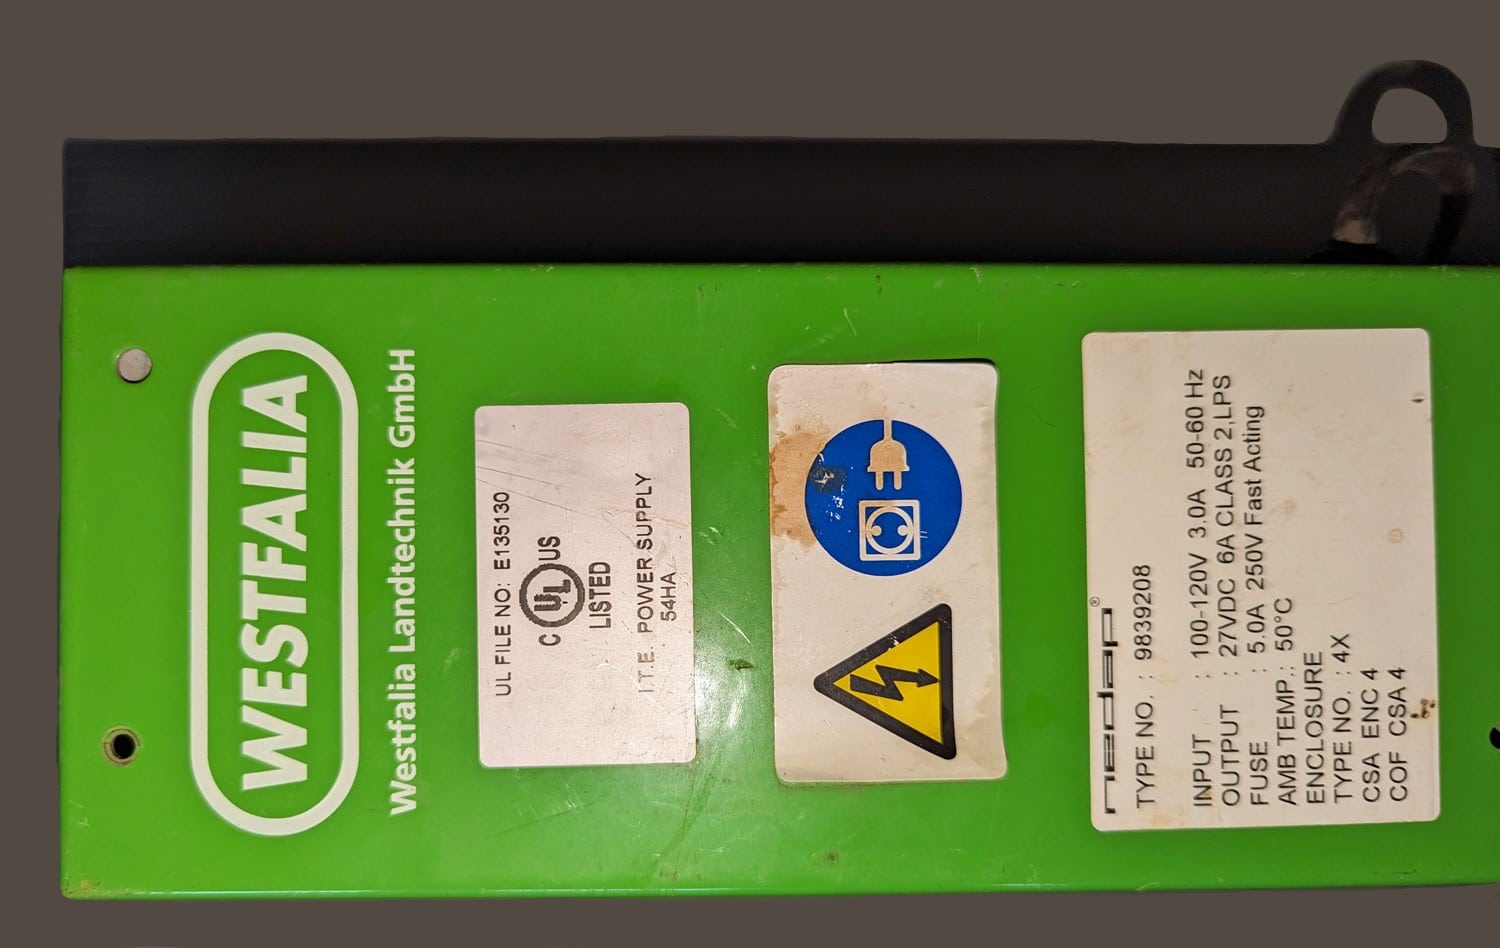 WESTFALIA
Westfalia Landtechnik GmbH
UL FILE NO: E135130
C UL US
LISTED
I.T.E. POWER SUPPLY
54HA
nedap®
TYPE NO. : 9839208
INPUT : 100-120V 3.0A 50-60 Hz
OUTPUT : 27VDC 6A CLASS 2,LPS
FUSE : 5.0A 250V Fast Acting
AMB TEMP.: 50°C
ENCLOSURE
TYPE NO. : 4X
CSA ENC 4
COF CSA 4